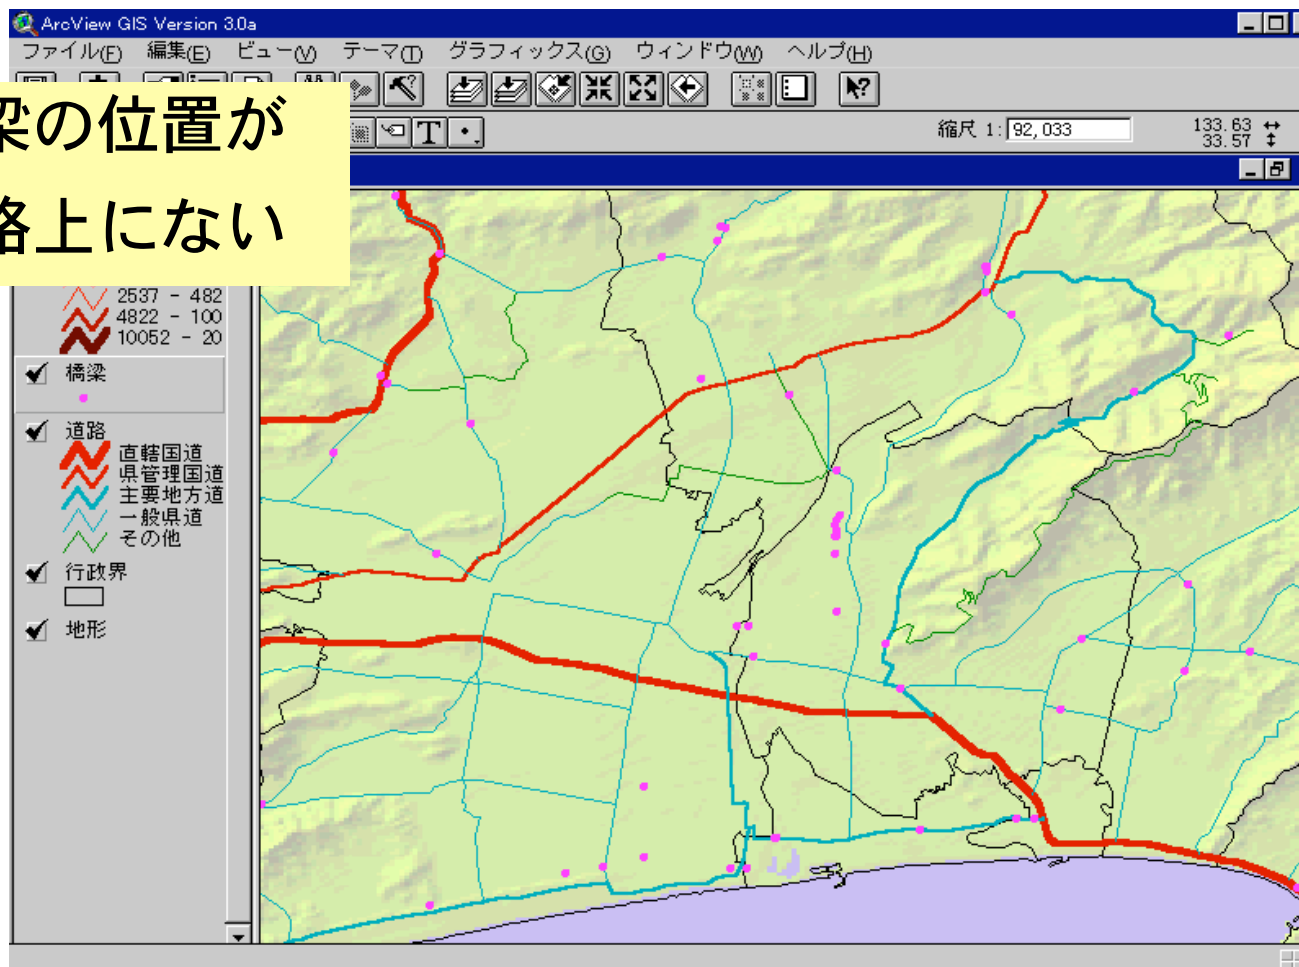 ArcView GIS Version 3.0a
ファイル(F) 編集(E) ビュー(V) テーマ(T) グラフィックス(G) ウィンドウ(W) ヘルプ(H)
梁の位置が
路上にない
T
縮尺 1: 92,033
133.63
33.57
2537 - 482
4822 - 100
10052 - 20
橋梁
道路
直轄国道
県管理国道
主要地方道
一般県道
その他
行政界
地形